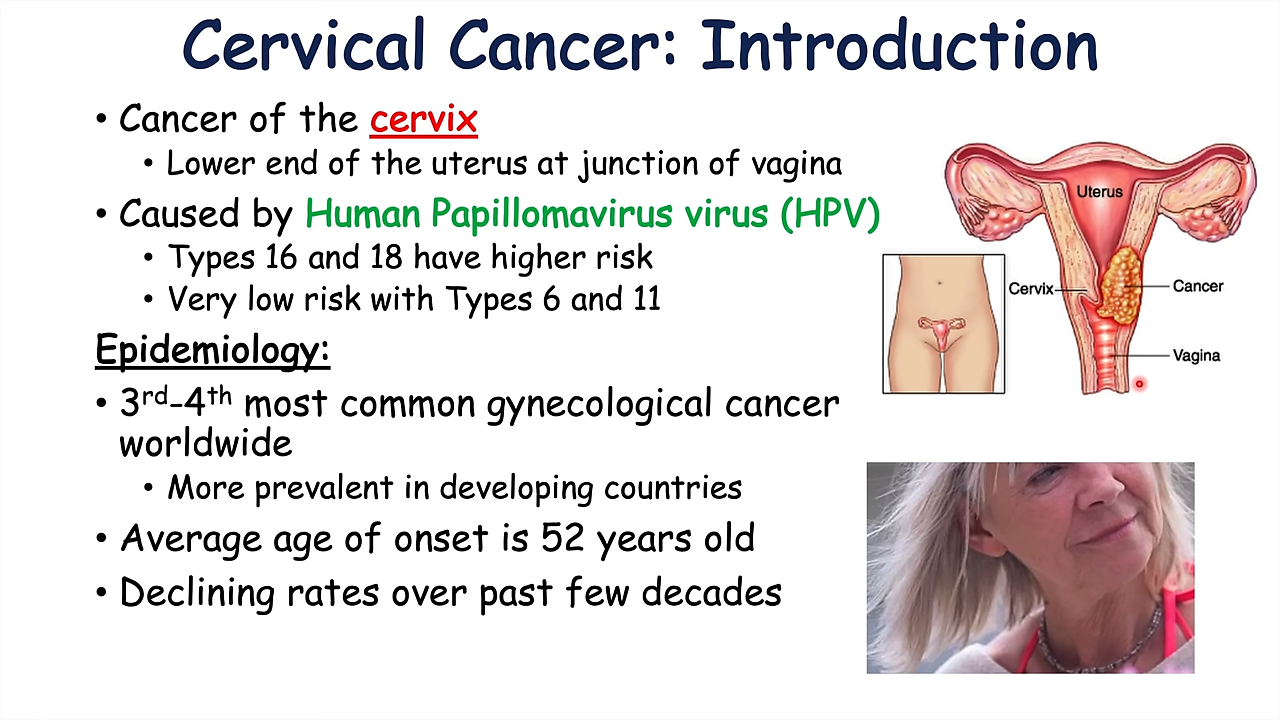 Cervical Cancer: Introduction
• Cancer of the cervix
• Lower end of the uterus at junction of vagina
• Caused by Human Papillomavirus virus (HPV)
• Types 16 and 18 have higher risk
• Very low risk with Types 6 and 11
Epidemiology:
• 3rd-4th most common gynecological cancer
worldwide
• More prevalent in developing countries
• Average age of onset is 52 years old
• Declining rates over past few decades
Uterus
Cervix
Cancer
Vagina